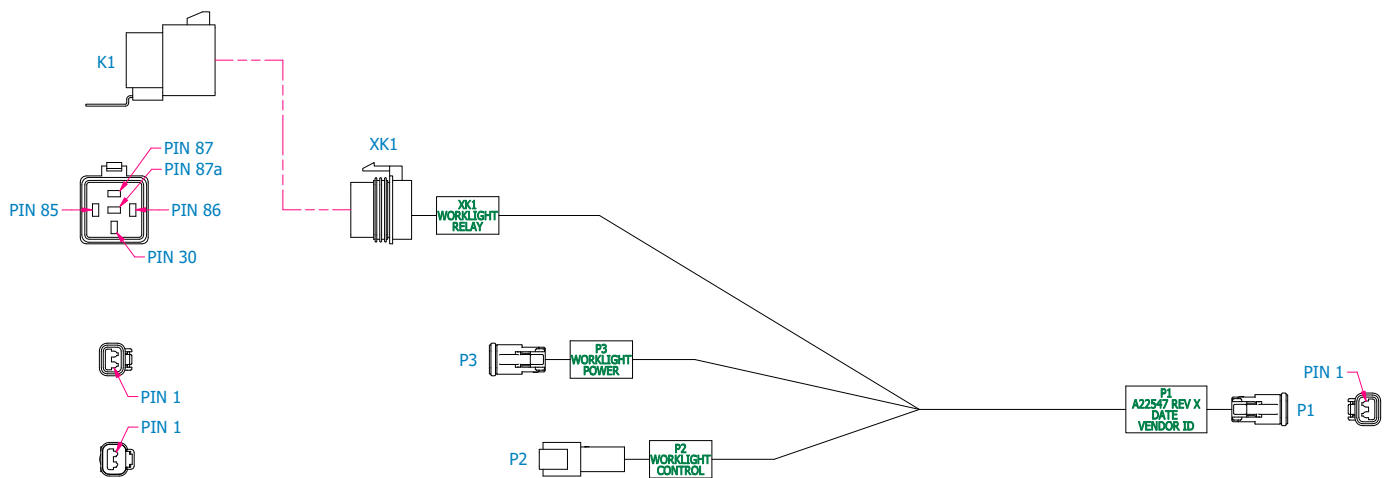 K1
PIN 87
PIN 87a
PIN 85
PIN 86
PIN 30
XK1
XK1
WORKLIGHT
RELAY
P3
P3
WORKLIGHT
POWER
PIN 1
P2
P2
WORKLIGHT
CONTROL
PIN 1
P1
A22547 REV X
DATE
VENDOR ID
P1
PIN 1